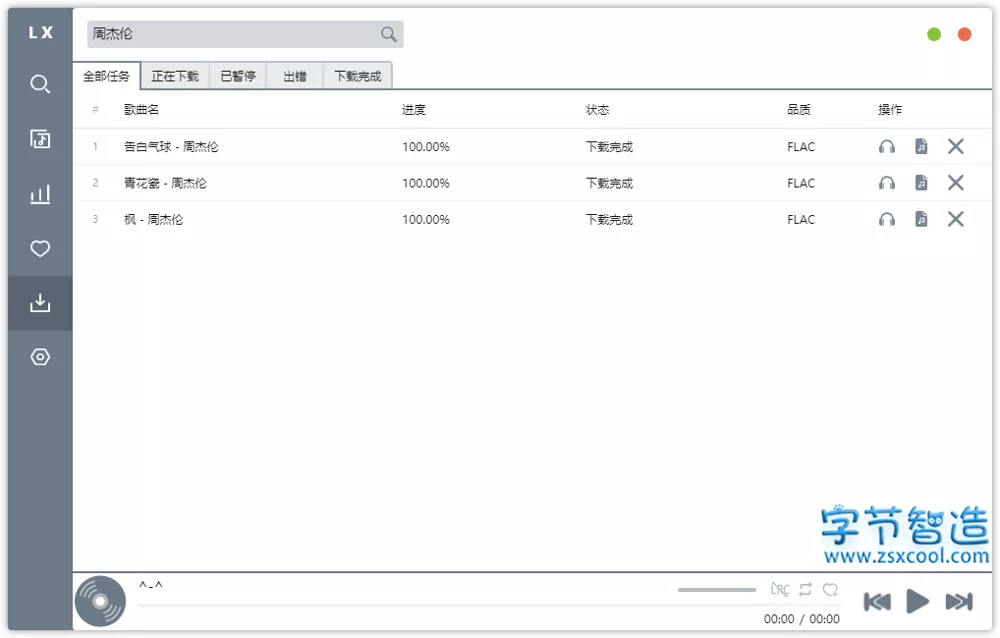 LX
周杰伦
全部任务 正在下载 已暂停 出错 下载完成
# 歌曲名 进度 状态 品质 操作
1 告白气球 - 周杰伦 100.00% 下载完成 FLAC
2 青花瓷 - 周杰伦 100.00% 下载完成 FLAC
3 枫 - 周杰伦 100.00% 下载完成 FLAC
字节智造
www.zsxcool.com
^-^
LRC
00:00 / 00:00